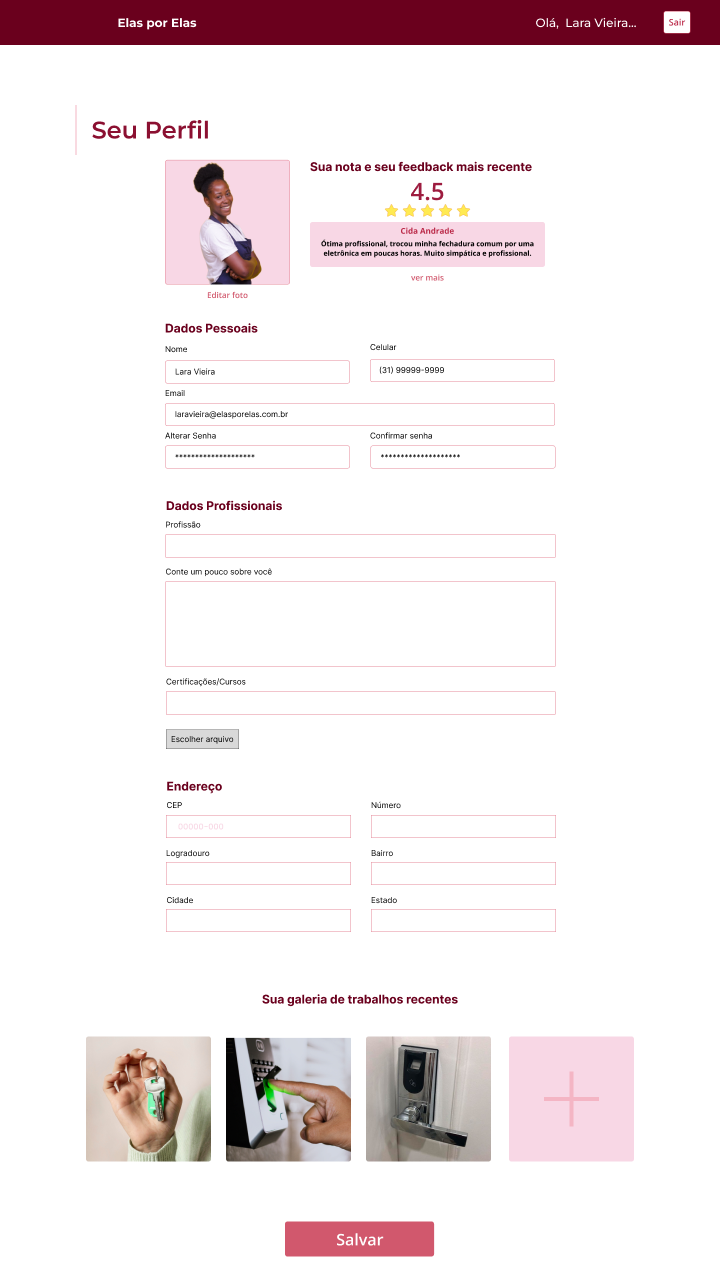 Elas por Elas
Olá,  Lara Vieira...
Sair
Seu Perfil
Sua nota e seu feedback mais recente
4.5
Cida Andrade
Ótima profissional, trocou minha fechadura comum por uma
eletrônica em poucas horas. Muito simpática e profissional.
ver mais
Editar foto
Dados Pessoais
Nome
Celular
Lara Vieira
(31) 99999-9999
Email
laravieira@elasporelas.com.br
Alterar Senha
Confirmar senha
********************
********************
Dados Profissionais
Profissão
Conte um pouco sobre você
Certificações/Cursos
Escolher arquivo
Endereço
CEP
Número
00000-000
Logradouro
Bairro
Cidade
Estado
Sua galeria de trabalhos recentes
Salvar